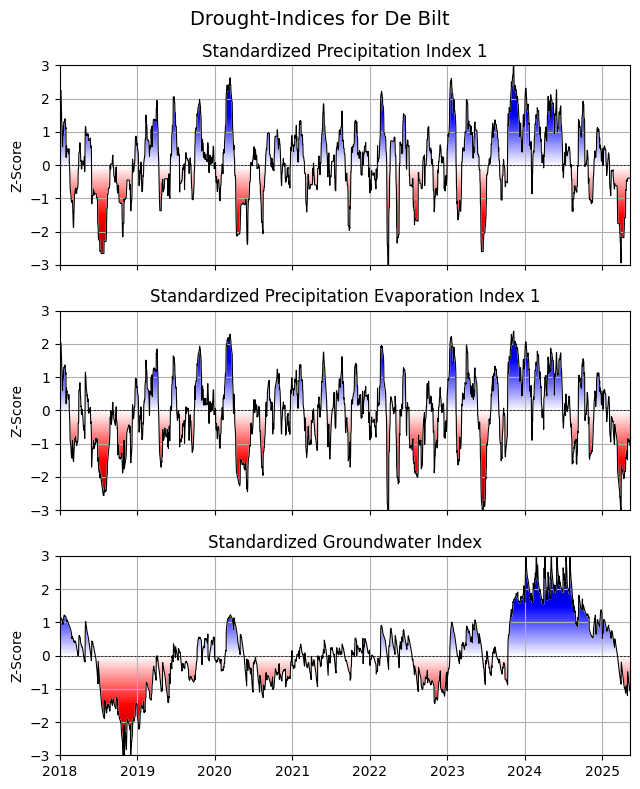 Drought-Indices for De Bilt
Standardized Precipitation Index 1
3
2
1
0
−1
−2
−3
Z-Score
Standardized Precipitation Evaporation Index 1
3
2
1
0
−1
−2
−3
Z-Score
Standardized Groundwater Index
3
2
1
0
−1
−2
−3
Z-Score
2018 2019 2020 2021 2022 2023 2024 2025